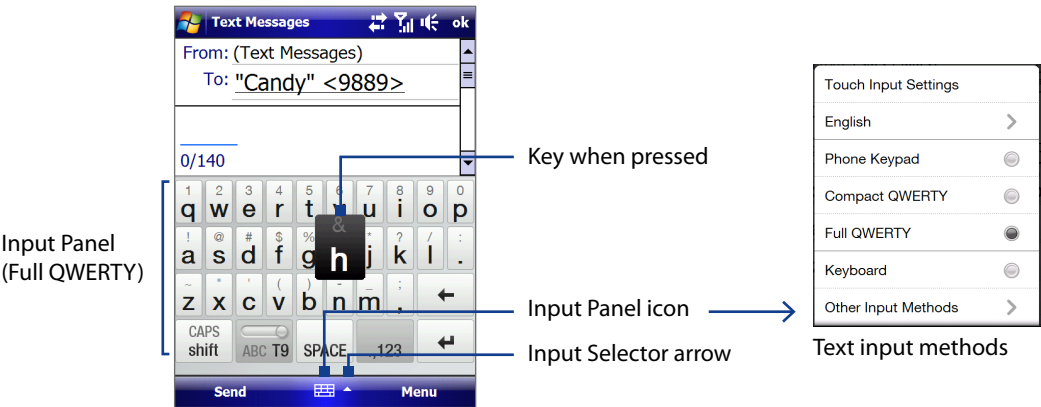 Text Messages ok
From: (Text Messages)
To: "Candy" <9889>
0/140
Key when pressed
Input Panel
(Full QWERTY)
1 2 3 4 5 6 7 8 9 0
q w e r t y u i o p
! @ # $ % & * ? / :
a s d f g h j k l .
~ " ' ( ) - _ ;
z x c v b n m ,
CAPS
shift ABC T9 SPACE .,123
Input Panel icon
Input Selector arrow
Send Menu
Touch Input Settings
English
Phone Keypad
Compact QWERTY
Full QWERTY
Keyboard
Other Input Methods
Text input methods